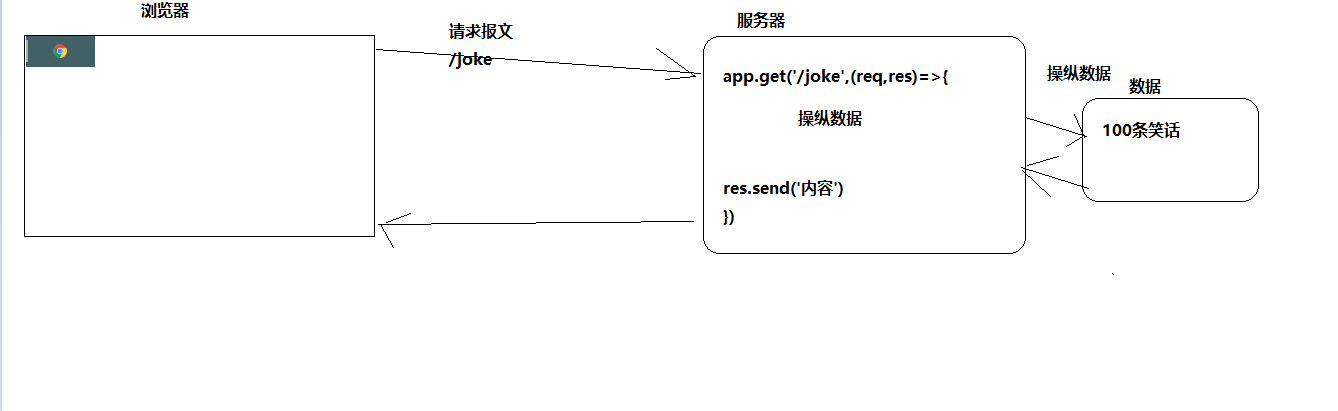 浏览器
请求报文
/joke
服务器
app.get('/joke',(req,res)=>{
操纵数据
res.send('内容')
})
操纵数据
数据
100条笑话